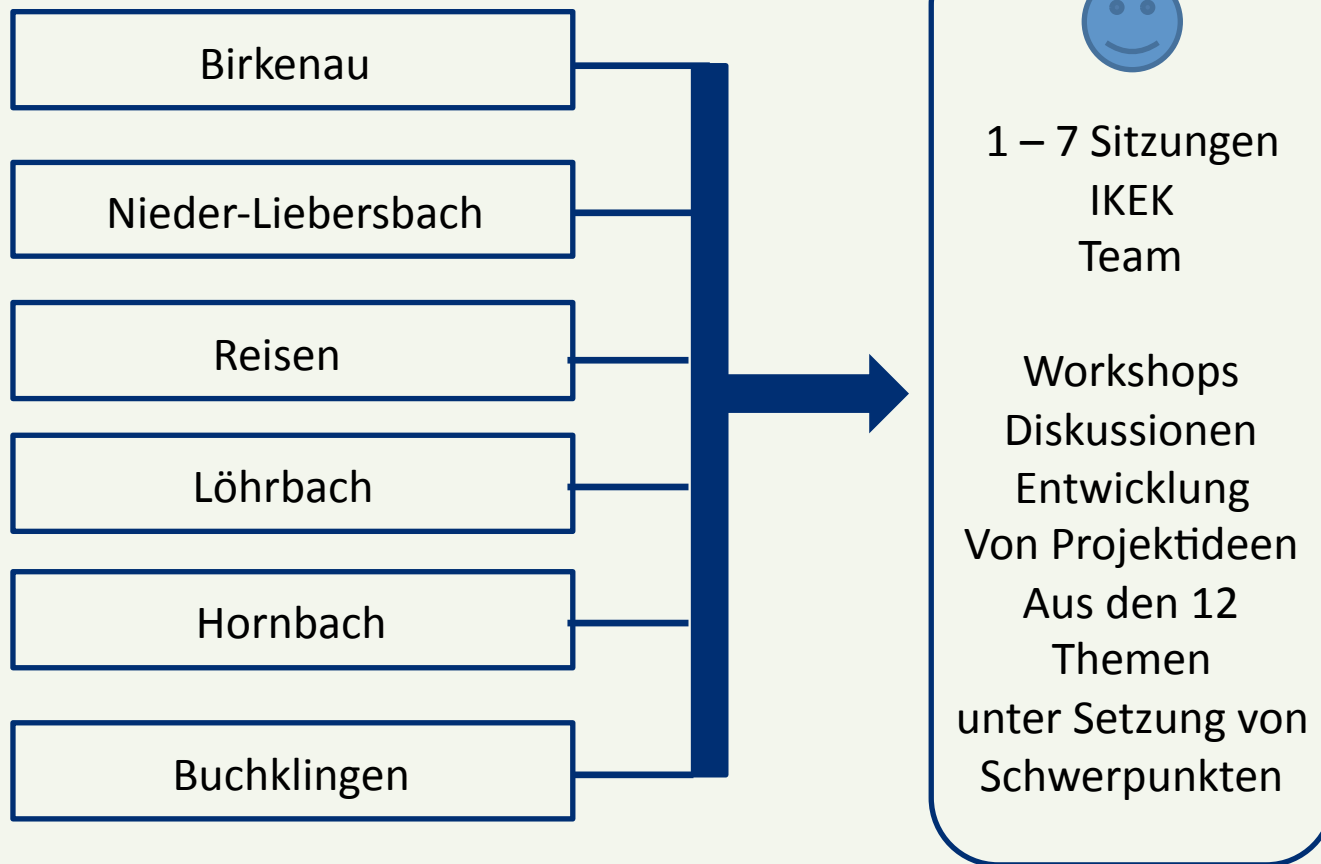 Birkenau
Nieder-Liebersbach
Reisen
Löhrbach
Hornbach
Buchklingen
1 – 7 Sitzungen
IKEK
Team
Workshops
Diskussionen
Entwicklung
Von Projektideen
Aus den 12
Themen
unter Setzung von
Schwerpunkten